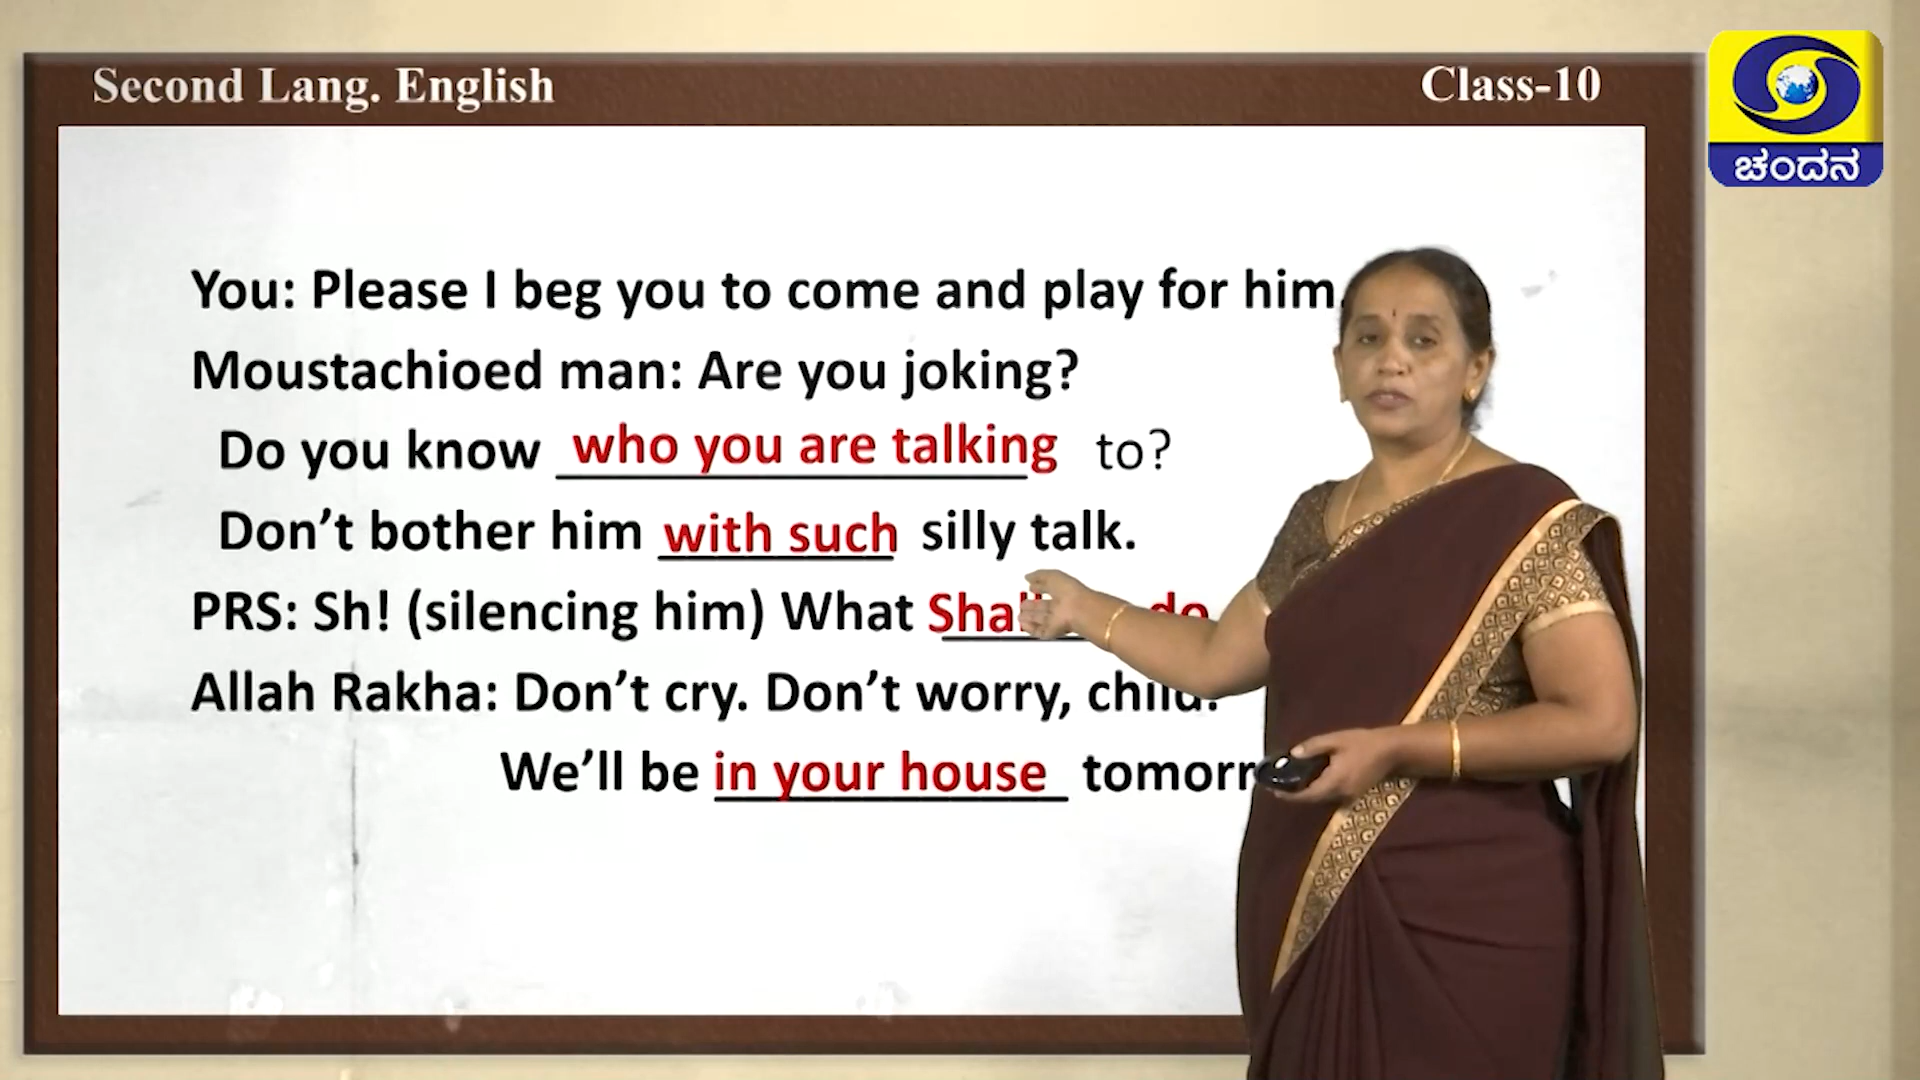 Second Lang. English
Class-10
ಚಂದನ
You: Please I beg you to come and play for him.
Moustachioed man: Are you joking?
Do you know who you are talking to?
Don't bother him with such silly talk.
PRS: Sh! (silencing him) What do
Allah Rakha: Don't cry. Don't worry, child.
We'll be in your house